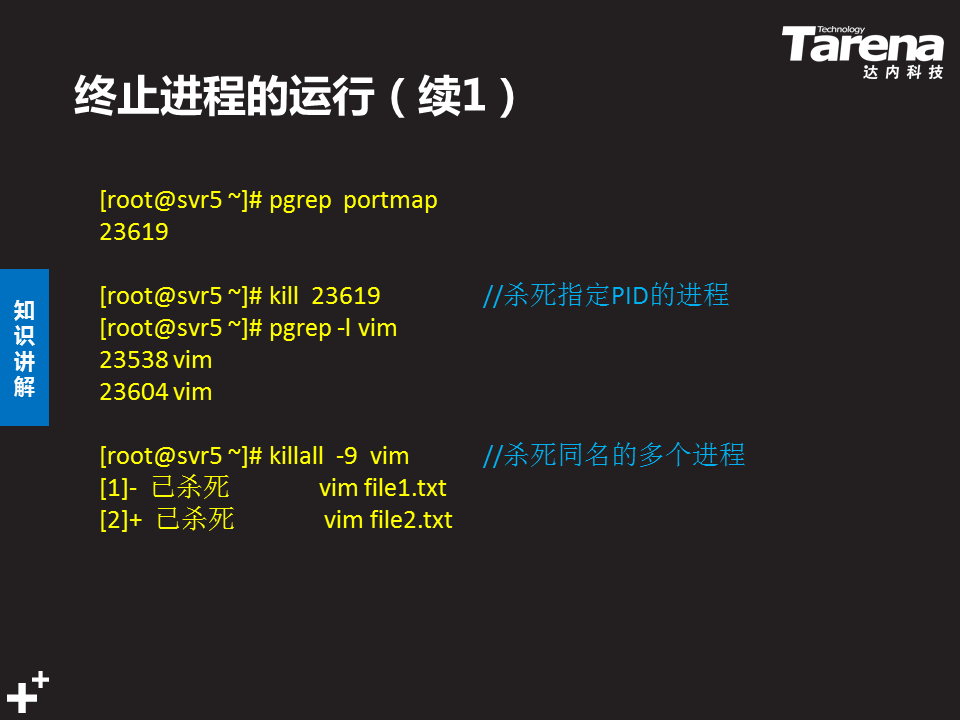 Technology
Tarena
达内科技
终止进程的运行（续1）
[root@svr5 ~]# pgrep  portmap
23619
[root@svr5 ~]# kill  23619 //杀死指定PID的进程
[root@svr5 ~]# pgrep -l vim
23538 vim
23604 vim
[root@svr5 ~]# killall  -9  vim //杀死同名的多个进程
[1]-  已杀死 vim file1.txt
[2]+  已杀死 vim file2.txt
知
识
讲
解